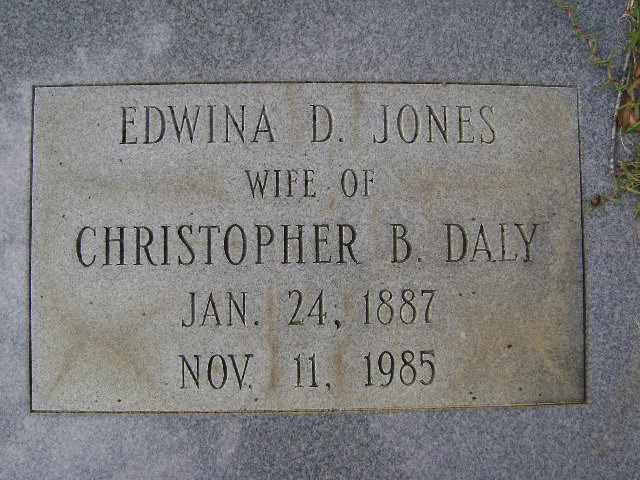 EDWINA D. JONES
WIFE OF
CHRISTOPHER B. DALY
JAN. 24, 1887
NOV. 11, 1985